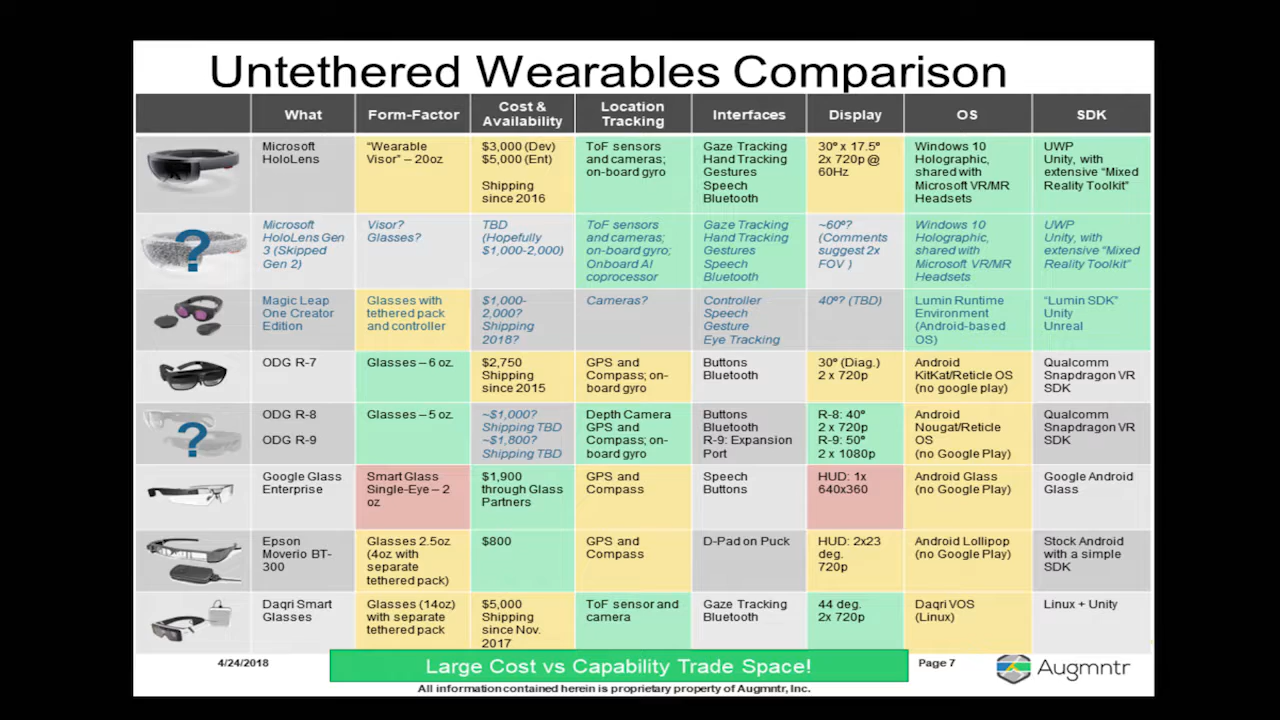 Untethered Wearables Comparison
What
Form-Factor
Cost &
Availability
Location
Tracking
Interfaces
Display
OS
SDK
Microsoft
HoloLens
“Wearable
Visor” – 20oz
$3,000 (Dev)
$5,000 (Ent)
Shipping
since 2016
ToF sensors
and cameras;
on-board gyro
Gaze Tracking
Hand Tracking
Gestures
Speech
Bluetooth
30º x 17.5º
2x 720p @
60Hz
Windows 10
Holographic,
shared with
Microsoft VR/MR
Headsets
UWP
Unity, with
extensive “Mixed
Reality Toolkit”
?
Microsoft
HoloLens Gen
3 (Skipped
Gen 2)
Visor?
Glasses?
TBD
(Hopefully
$1,000-2,000)
ToF sensors
and cameras;
on-board gyro;
Onboard AI
coprocessor
Gaze Tracking
Hand Tracking
Gestures
Speech
Bluetooth
~60º?
(Comments
suggest 2x
FOV )
Windows 10
Holographic,
shared with
Microsoft VR/MR
Headsets
UWP
Unity, with
extensive “Mixed
Reality Toolkit”
Magic Leap
One Creator
Edition
Glasses with
tethered pack
and controller
$1,000-
2,000?
Shipping
2018?
Cameras?
Controller
Speech
Gesture
Eye Tracking
40º? (TBD)
Lumin Runtime
Environment
(Android-based
OS)
“Lumin SDK”
Unity
Unreal
ODG R-7
Glasses – 6 oz.
$2,750
Shipping
since 2015
GPS and
Compass; on-
board gyro
Buttons
Bluetooth
30º (Diag.)
2 x 720p
Android
KitKat/Reticle OS
(no google play)
Qualcomm
Snapdragon VR
SDK
?
ODG R-8
ODG R-9
Glasses – 5 oz.
~$1,000?
Shipping TBD
~$1,800?
Shipping TBD
Depth Camera
GPS and
Compass; on-
board gyro
Buttons
Bluetooth
R-9: Expansion
Port
R-8: 40º
2 x 720p
R-9: 50º
2 x 1080p
Android
Nougat/Reticle
OS
(no Google Play)
Qualcomm
Snapdragon VR
SDK
Google Glass
Enterprise
Smart Glass
Single-Eye – 2
oz
$1,900
through Glass
Partners
GPS and
Compass
Speech
Buttons
HUD: 1x
640x360
Android Glass
(no Google Play)
Google Android
Glass
Epson
Moverio BT-
300
Glasses 2.5oz
(4oz with
separate
tethered pack)
$800
GPS and
Compass
D-Pad on Puck
HUD: 2x23
deg.
720p
Android Lollipop
(no Google Play)
Stock Android
with a simple
SDK
Daqri Smart
Glasses
Glasses (14oz)
with separate
tethered pack
$5,000
Shipping
since Nov.
2017
ToF sensor and
camera
Gaze Tracking
Bluetooth
44 deg.
2x 720p
Daqri VOS
(Linux)
Linux + Unity
4/24/2018
Large Cost vs Capability Trade Space!
Page 7
Augmntr
All information contained herein is proprietary property of Augmntr, Inc.